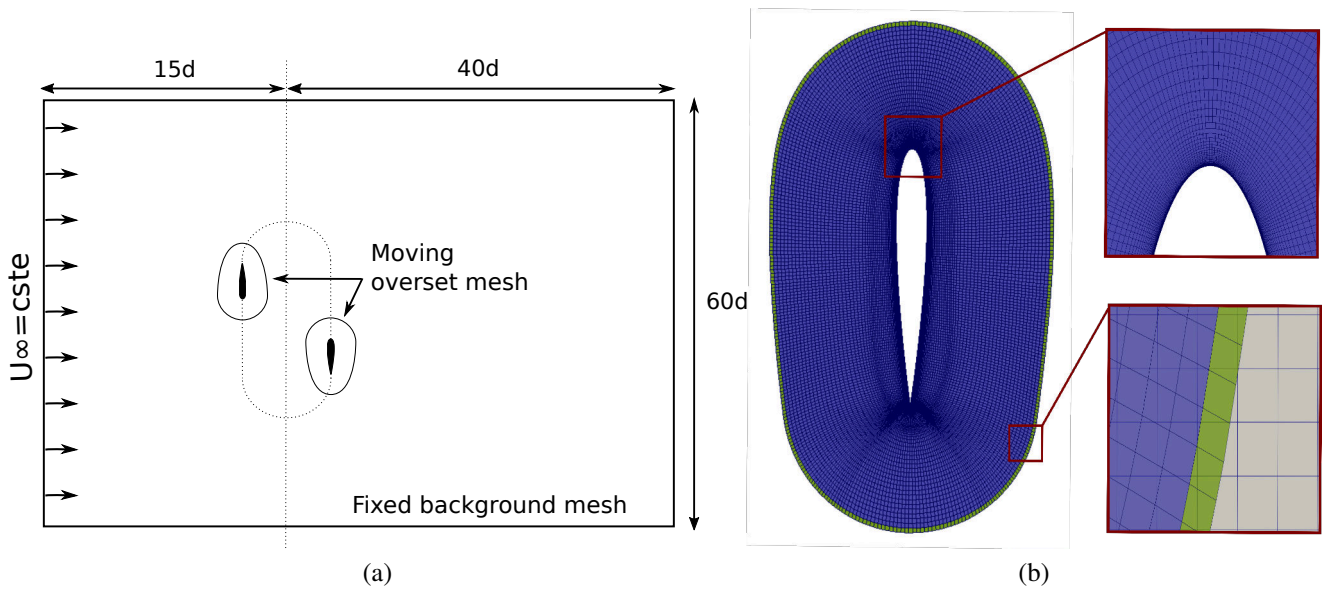 15d
40d
U∞=cste
Moving
overset mesh
60d
Fixed background mesh
(a)
(b)